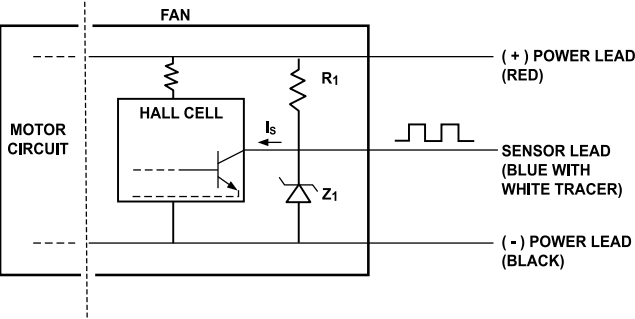 FAN
( + ) POWER LEAD
(RED)
R1
HALL CELL
MOTOR
CIRCUIT
IS
SENSOR LEAD
(BLUE WITH
WHITE TRACER)
Z1
( - ) POWER LEAD
(BLACK)